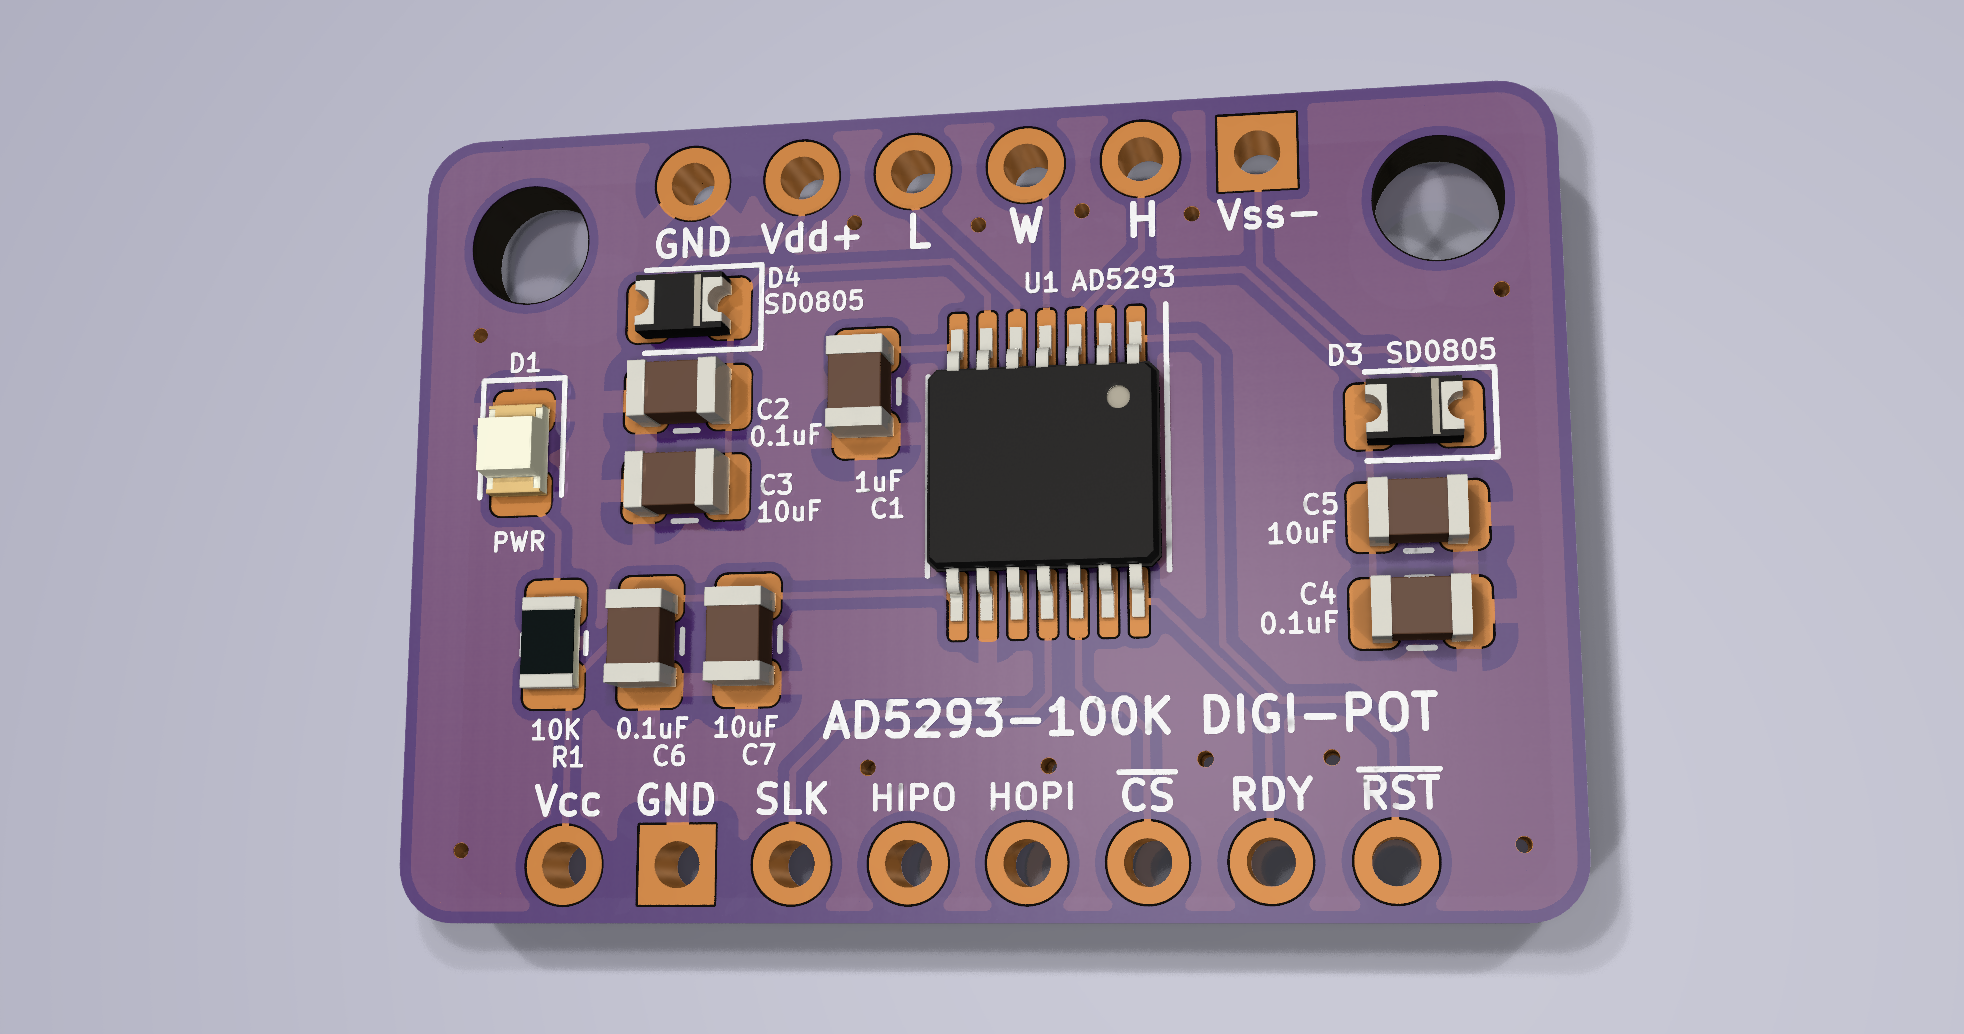 GND Vdd+ L W H Vss-
D4
SD0805
U1 AD5293
D1
D3 SD0805
C2
0.1uF
C3
10uF
1uF
C1
PWR
C5
10uF
C4
0.1uF
10K
R1
0.1uF
C6
10uF
C7
AD5293-100K DIGI-POT
Vcc GND SLK HIPO HOPI CS RDY RST